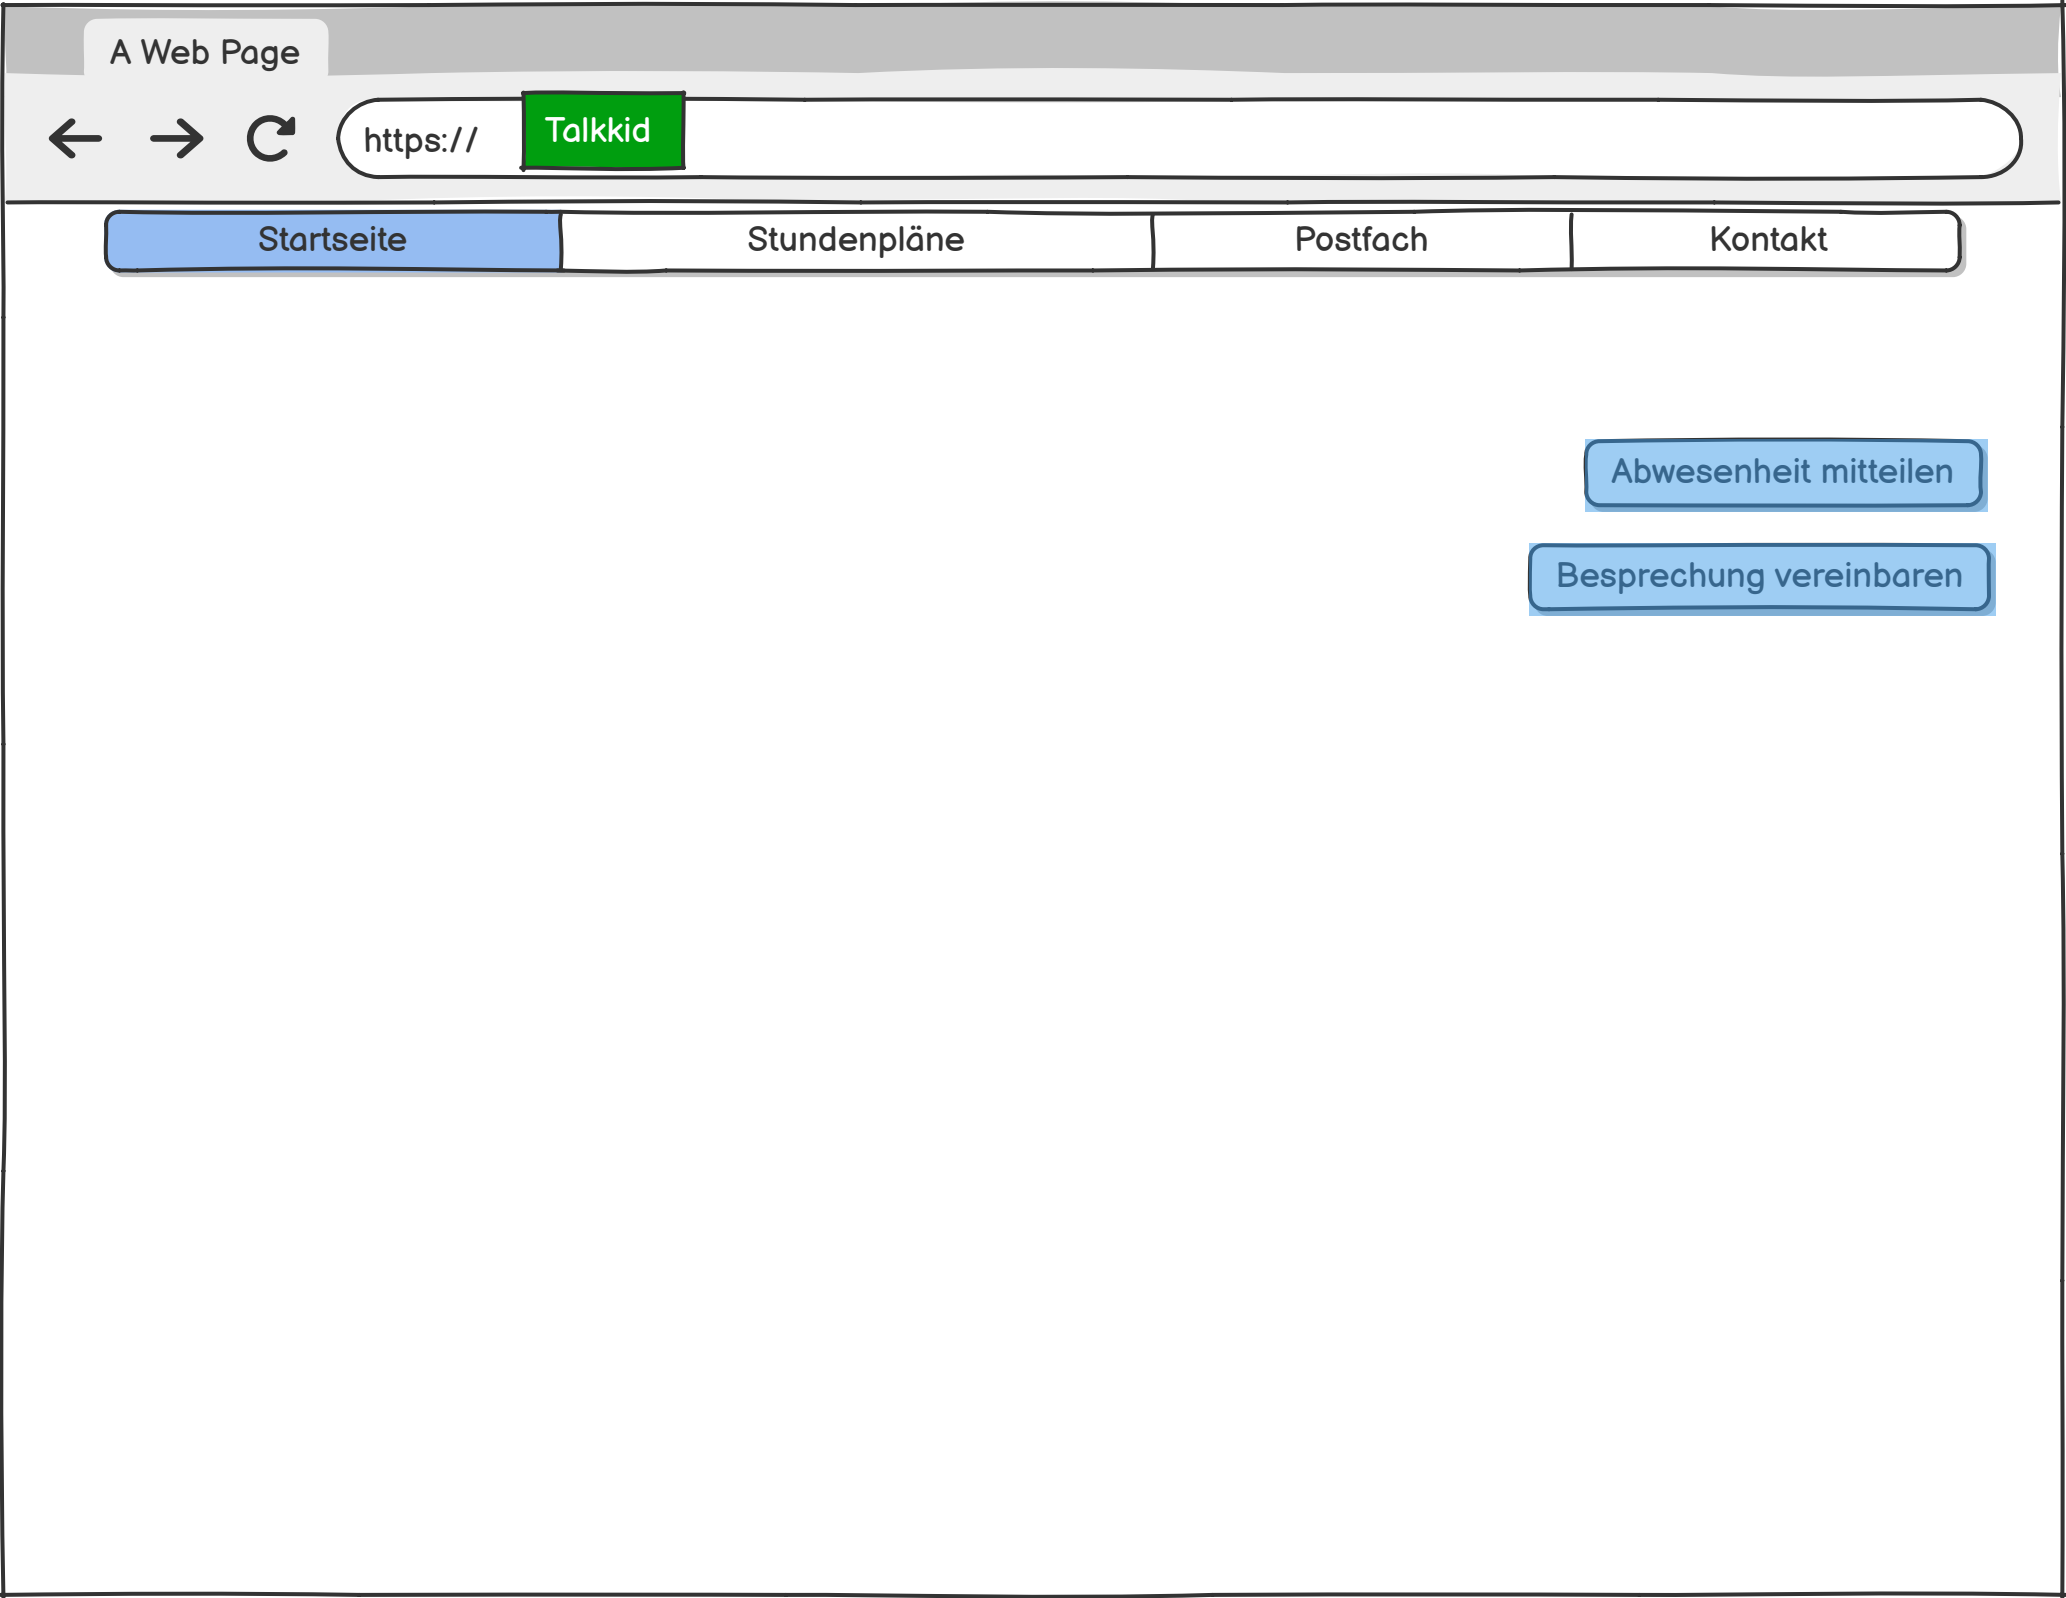 A Web Page
https://
Talkkid
Startseite
Stundenpläne
Postfach
Kontakt
Abwesenheit mitteilen
Besprechung vereinbaren